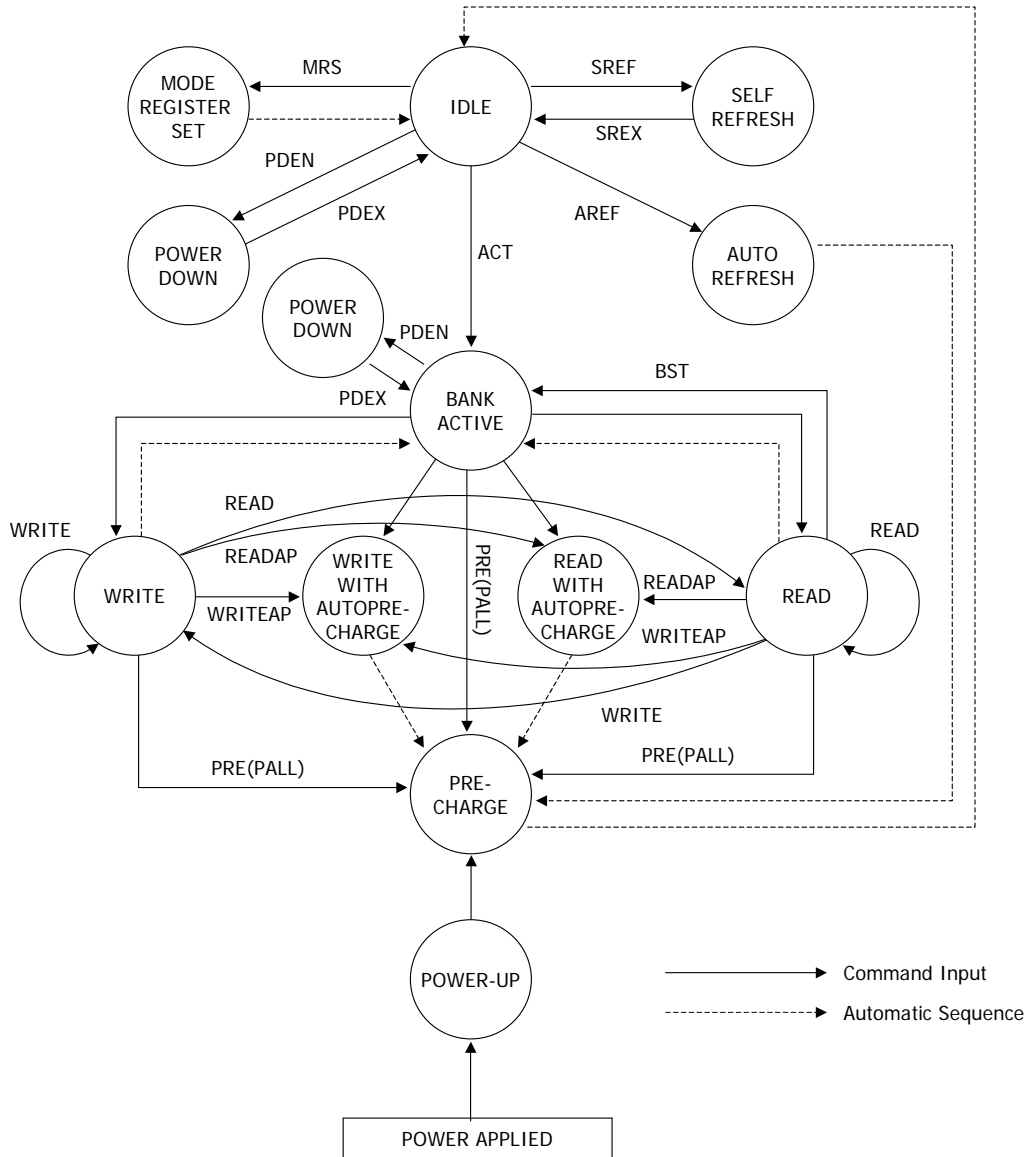 MRS
SREF
MODE
REGISTER
SET
IDLE
SELF
REFRESH
SREX
PDEN
PDEX
AREF
POWER
DOWN
ACT
AUTO
REFRESH
POWER
DOWN
PDEN
PDEX
BST
BANK
ACTIVE
WRITE
READ
READ
READAP
WRITE
WRITEAP
WRITE
WITH
AUTOPRE-
CHARGE
PRE(PALL)
READ
WITH
AUTOPRE-
CHARGE
READAP
READ
WRITEAP
WRITE
PRE(PALL)
PRE(PALL)
PRE-
CHARGE
POWER-UP
Command Input
Automatic Sequence
POWER APPLIED